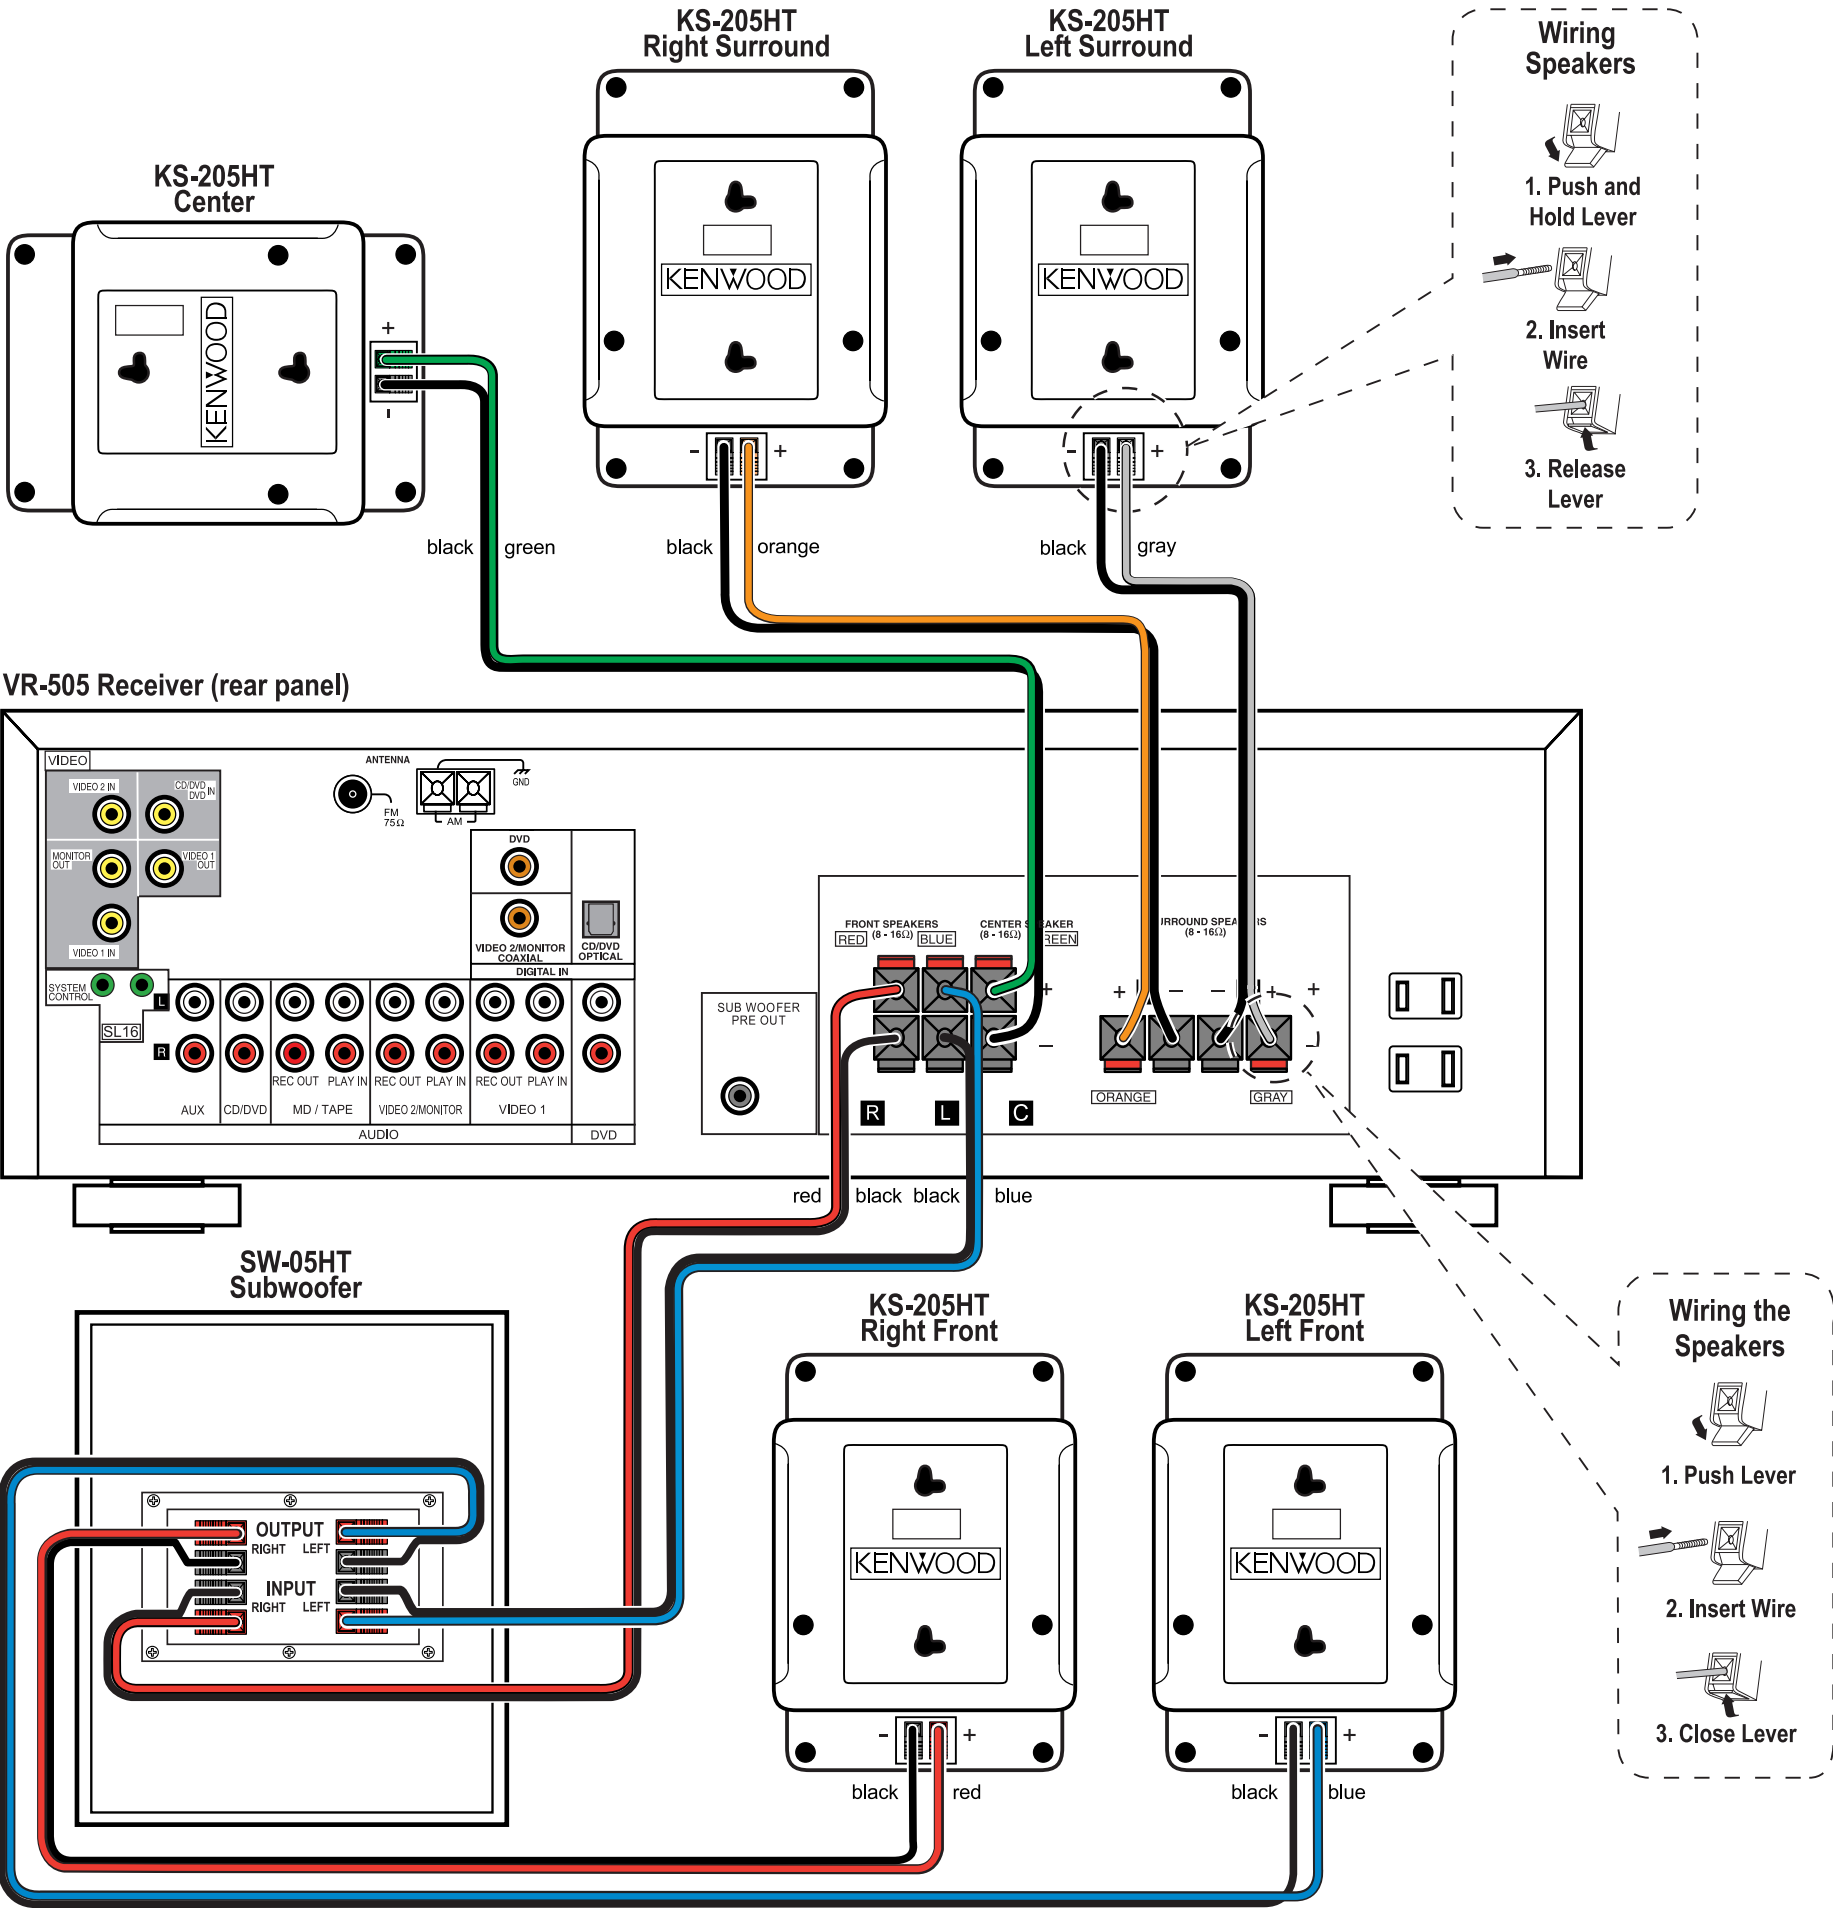 KS-205HT
Right Surround
KS-205HT
Left Surround
Wiring
Speakers
1. Push and
Hold Lever
2. Insert
Wire
3. Release
Lever
KS-205HT
Center
KENWOOD
+
-
KENWOOD
- +
KENWOOD
- +
black green
black orange
black gray
VR-505 Receiver (rear panel)
VIDEO
VIDEO 2 IN
CD/DVD
DVD IN
MONITOR
OUT
VIDEO 1
OUT
VIDEO 1 IN
SYSTEM
CONTROL
SL16
L
R
ANTENNA
FM
75Ω
AM
GND
DVD
VIDEO 2/MONITOR
COAXIAL
CD/DVD
OPTICAL
DIGITAL IN
REC OUT PLAY IN REC OUT PLAY IN REC OUT PLAY IN
AUX CD/DVD MD / TAPE VIDEO 2/MONITOR VIDEO 1
AUDIO DVD
SUB WOOFER
PRE OUT
FRONT SPEAKERS
(8 - 16Ω)
RED BLUE
CENTER S EAKER
(8 - 16Ω) REEN
URROUND SPEA ERS
(8 - 16Ω)
+ + − − + +
− −
ORANGE GRAY
R L C
red black black blue
SW-05HT
Subwoofer
OUTPUT
RIGHT LEFT
INPUT
RIGHT LEFT
KS-205HT
Right Front
KENWOOD
- +
black red
KS-205HT
Left Front
KENWOOD
- +
black blue
Wiring the
Speakers
1. Push Lever
2. Insert Wire
3. Close Lever